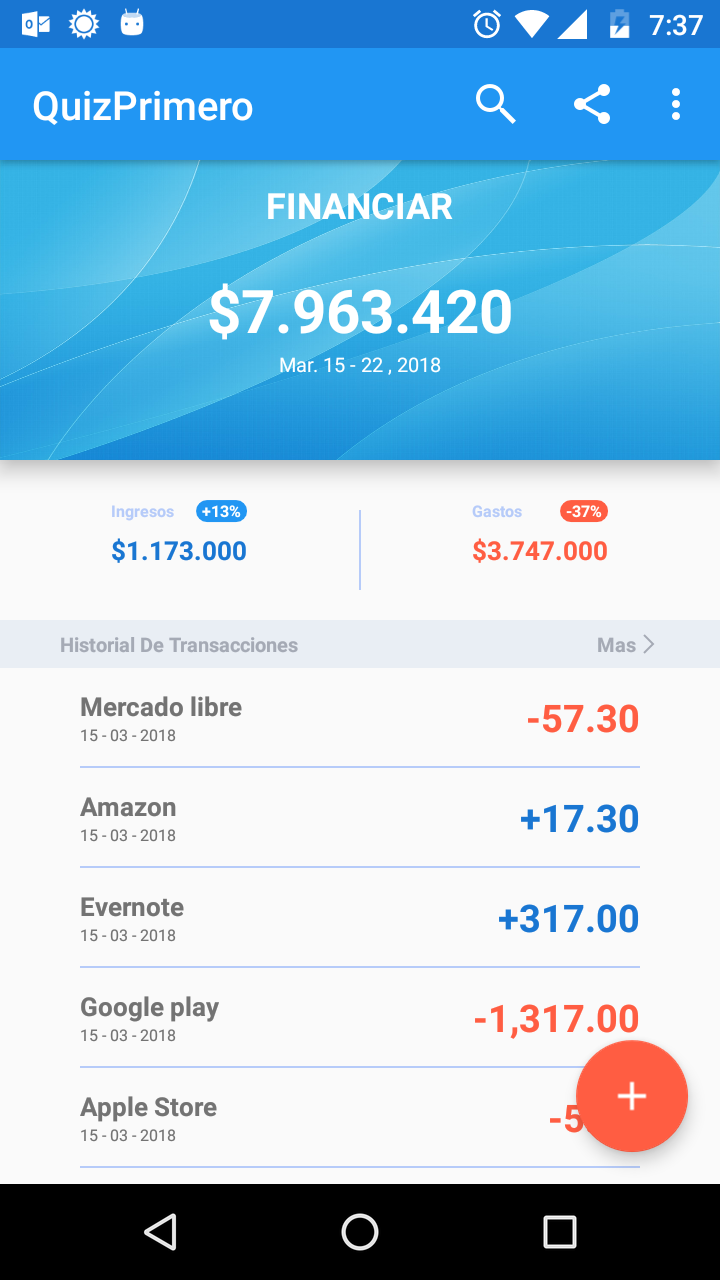 7:37
QuizPrimero
FINANCIAR
$7.963.420
Mar. 15 - 22 , 2018
Ingresos +13%
$1.173.000
Gastos -37%
$3.747.000
Historial De Transacciones Mas
Mercado libre -57.30
15 - 03 - 2018
Amazon +17.30
15 - 03 - 2018
Evernote +317.00
15 - 03 - 2018
Google play -1,317.00
15 - 03 - 2018
Apple Store
15 - 03 - 2018